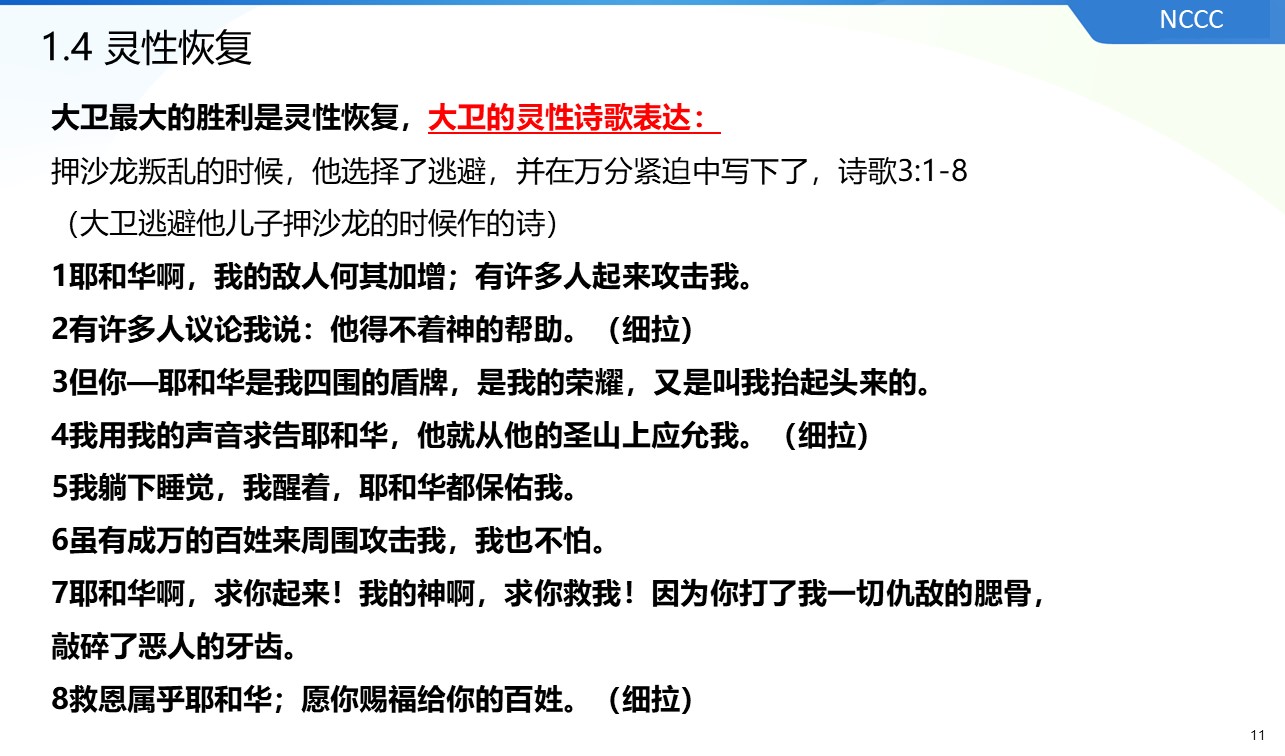 NCCC
1.4 灵性恢复
大卫最大的胜利是灵性恢复，大卫的灵性诗歌表达：
押沙龙叛乱的时候，他选择了逃避，并在万分紧迫中写下了，诗歌3:1-8
（大卫逃避他儿子押沙龙的时候作的诗）
1耶和华啊，我的敌人何其加增；有许多人起来攻击我。
2有许多人议论我说：他得不着神的帮助。（细拉）
3但你—耶和华是我四围的盾牌，是我的荣耀，又是叫我抬起头来的。
4我用我的声音求告耶和华，他就从他的圣山上应允我。（细拉）
5我躺下睡觉，我醒着，耶和华都保佑我。
6虽有成万的百姓来周围攻击我，我也不怕。
7耶和华啊，求你起来！我的神啊，求你救我！因为你打了我一切仇敌的腮骨，
敲碎了恶人的牙齿。
8救恩属乎耶和华；愿你赐福给你的百姓。（细拉）
11